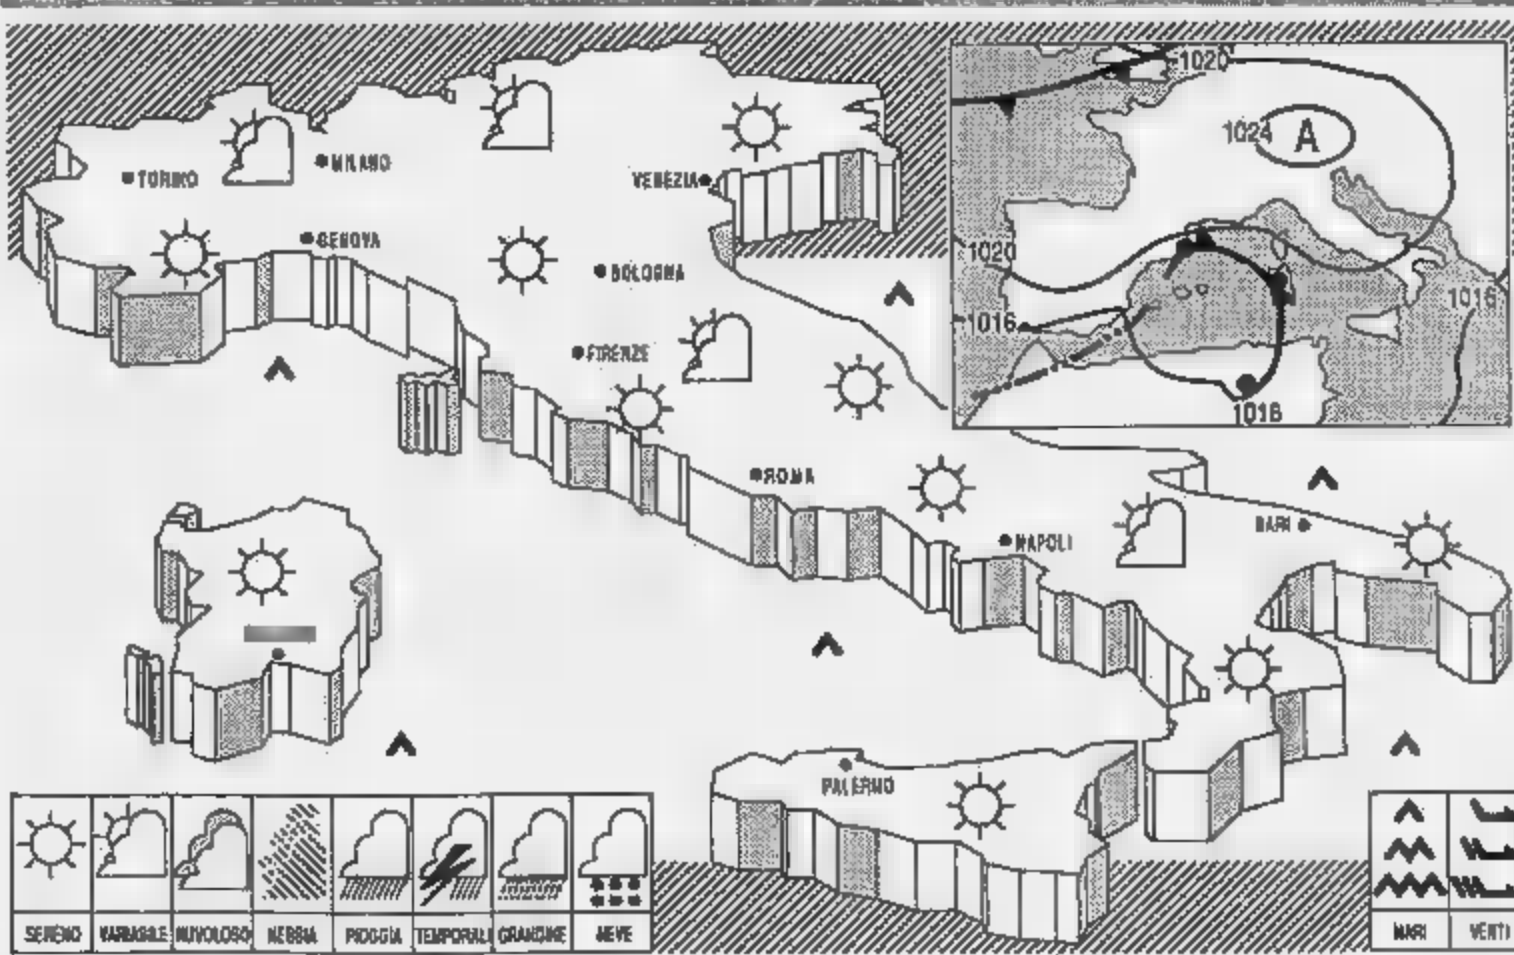 1020
1024 A
MILANO
TORINO
VENEZIA
GENOVA
1020
BOLOGNA
1016
1016
FIRENZE
1016
ROMA
BARI
NAPOLI
PALERMO
SERENO VARIABILE NUVOLOSO NEBBIA PIOGGIA TEMPORALI GRANDINE NEVE
MARI VENTI